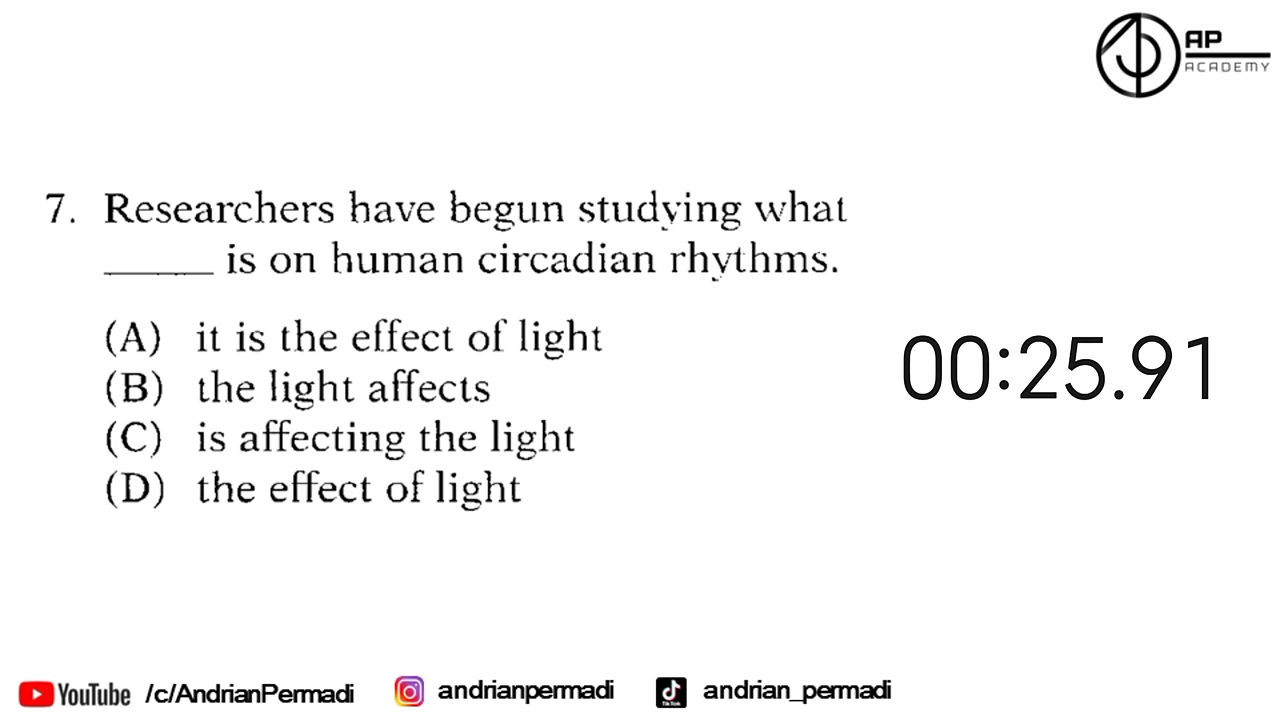 AP
ACADEMY
7. Researchers have begun studying what
_____ is on human circadian rhythms.
(A) it is the effect of light
(B) the light affects
(C) is affecting the light
(D) the effect of light
00:25.91
YouTube /c/AndrianPermadi andrianpermadi TikTok andrian_permadi